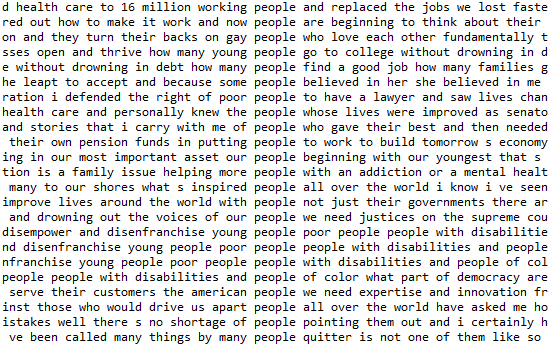 d health care to 16 million working people and replaced the jobs we lost faste
red out how to make it work and now people are beginning to think about their
on and they turn their backs on gay people who love each other fundamentally t
sses open and thrive how many young people go to college without drowning in d
e without drowning in debt how many people find a good job how many families g
he leapt to accept and because some people believed in her she believed in me
ration i defended the right of poor people to have a lawyer and saw lives chan
health care and personally knew the people whose lives were improved as senato
and stories that i carry with me of people who gave their best and then needed
their own pension funds in putting people to work to build tomorrow s economy
ing in our most important asset our people beginning with our youngest that s
tion is a family issue helping more people with an addiction or a mental healt
many to our shores what s inspired people all over the world i know i ve seen
improve lives around the world with people not just their governments there ar
and drowning out the voices of our people we need justices on the supreme cou
disempower and disenfranchise young people poor people people with disabilitie
nd disenfranchise young people poor people people with disabilities and people
nfranchise young people poor people people with disabilities and people of col
people people with disabilities and people of color what part of democracy are
serve their customers the american people we need expertise and innovation fr
inst those who would drive us apart people all over the world have asked me ho
istakes well there s no shortage of people pointing them out and i certainly h
ve been called many things by many people quitter is not one of them like so